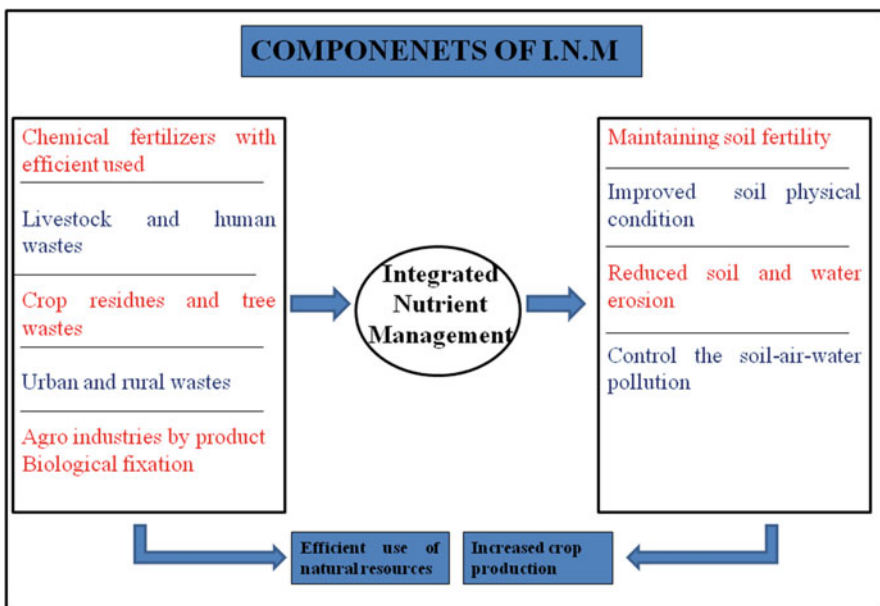 COMPONENETS OF I.N.M
Chemical fertilizers with
efficient used
Livestock and human
wastes
Crop residues and tree
wastes
Urban and rural wastes
Agro industries by product
Biological fixation
Integrated
Nutrient
Management
Maintaining soil fertility
Improved soil physical
condition
Reduced soil and water
erosion
Control the soil-air-water
pollution
Efficient use of
natural resources
Increased crop
production